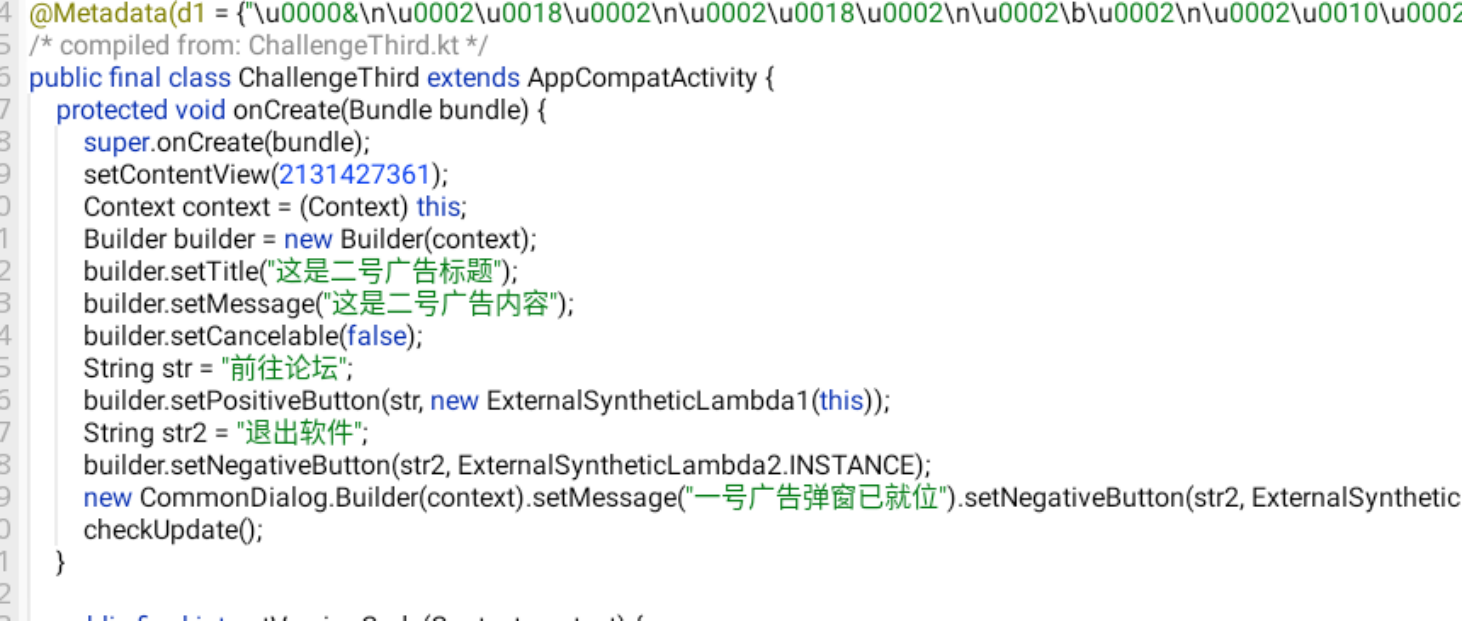 4 @Metadata(d1 = {"\u0000&\n\u0002\u0018\u0002\n\u0002\u0018\u0002\n\u0002\b\u0002\n\u0002\u0010\u0002
5 /* compiled from: ChallengeThird.kt */
6 public final class ChallengeThird extends AppCompatActivity {
7 protected void onCreate(Bundle bundle) {
8 super.onCreate(bundle);
9 setContentView(2131427361);
0 Context context = (Context) this;
1 Builder builder = new Builder(context);
2 builder.setTitle("这是二号广告标题");
3 builder.setMessage("这是二号广告内容");
4 builder.setCancelable(false);
5 String str = "前往论坛";
6 builder.setPositiveButton(str, new ExternalSyntheticLambda1(this));
7 String str2 = "退出软件";
8 builder.setNegativeButton(str2, ExternalSyntheticLambda2.INSTANCE);
9 new CommonDialog.Builder(context).setMessage("一号广告弹窗已就位").setNegativeButton(str2, ExternalSynthetic
0 checkUpdate();
1 }
2